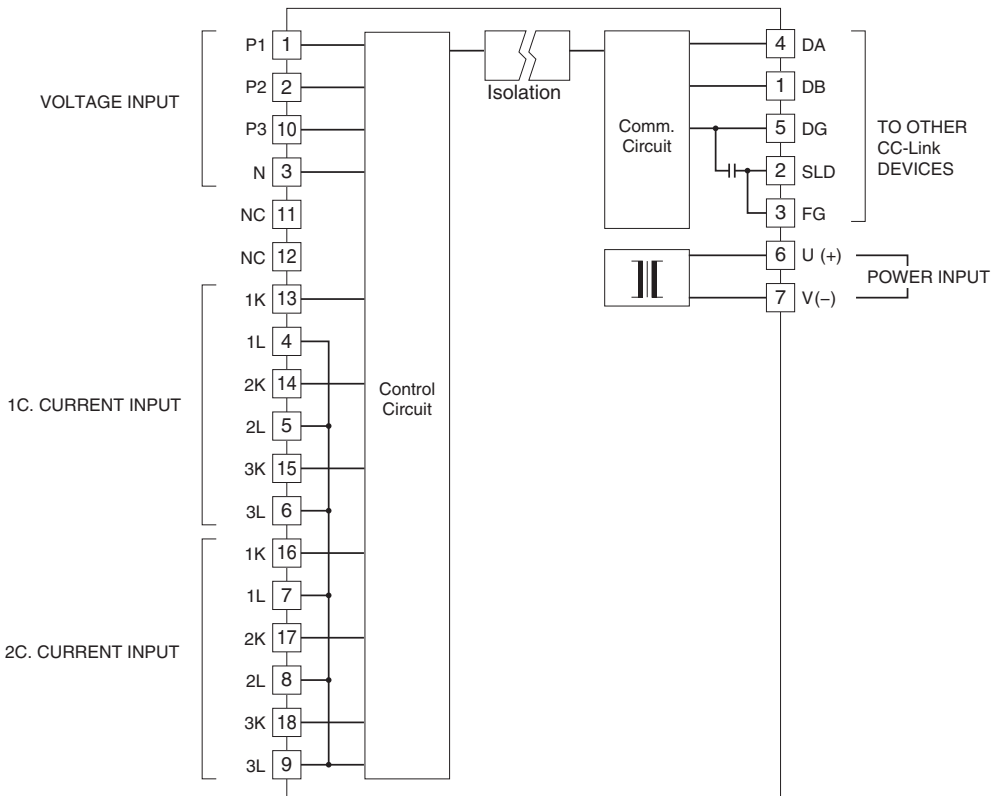 VOLTAGE INPUT
P1 1
P2 2
P3 10
N 3
NC 11
NC 12
1C. CURRENT INPUT
1K 13
1L 4
2K 14
2L 5
3K 15
3L 6
2C. CURRENT INPUT
1K 16
1L 7
2K 17
2L 8
3K 18
3L 9
Control
Circuit
Isolation
Comm.
Circuit
4 DA
1 DB
5 DG
2 SLD
3 FG
TO OTHER
CC-Link
DEVICES
6 U (+)
7 V(–)
POWER INPUT